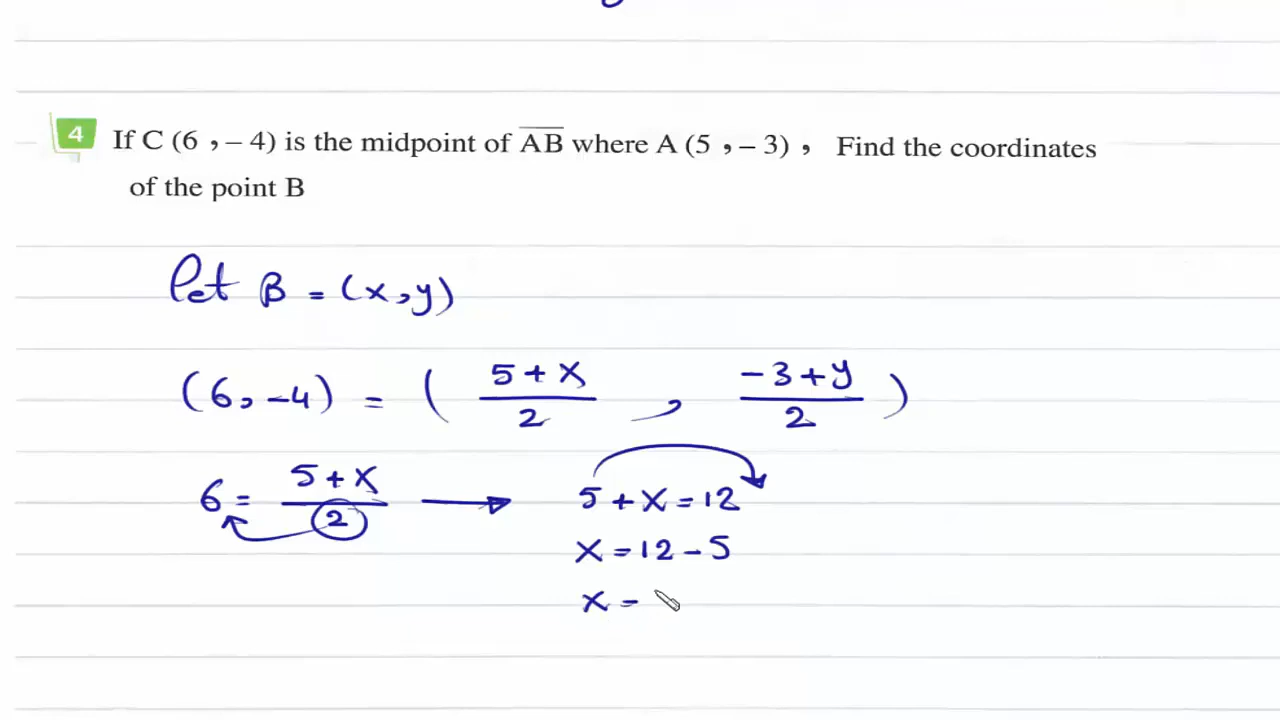 4 If C (6 , – 4) is the midpoint of AB where A (5 , – 3) , Find the coordinates
of the point B
let B = (x,y)
(6, -4) = ( 5 + x / 2 , -3 + y / 2 )
6 = 5 + x / 2 → 5 + x = 12
x = 12 - 5
x =